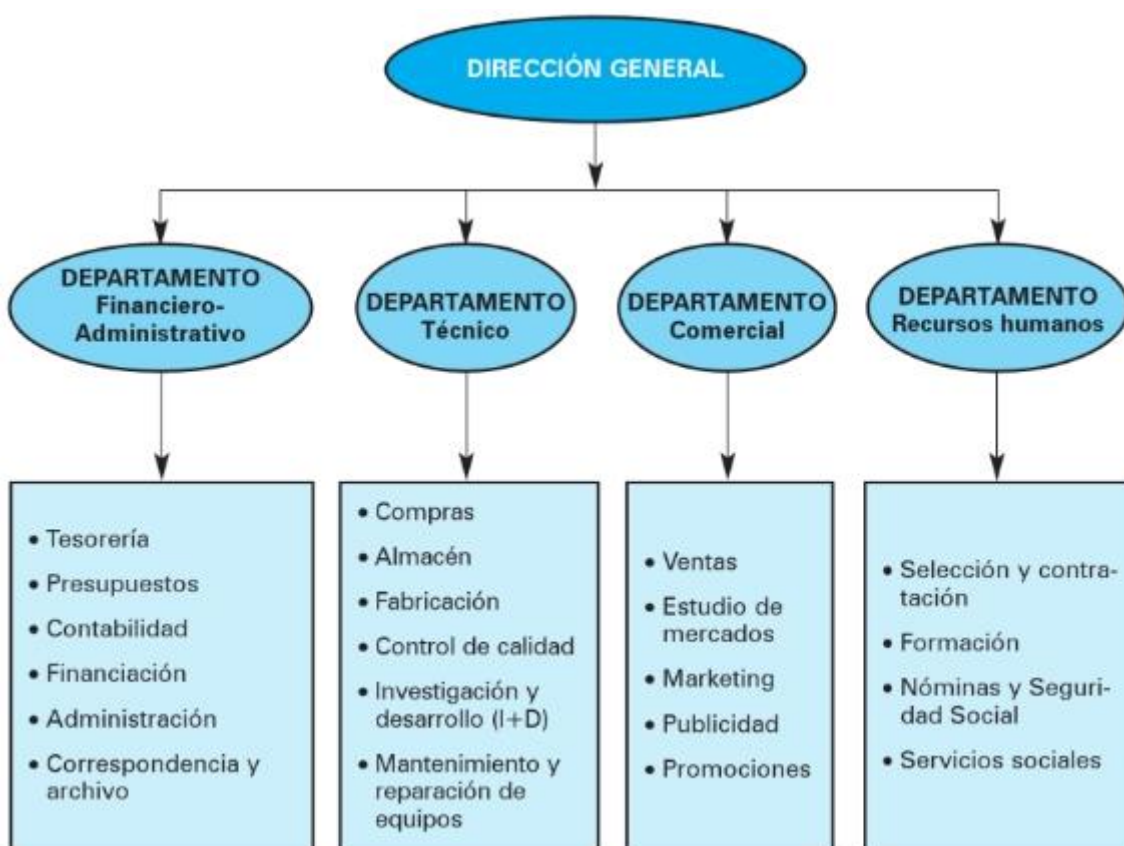 DIRECCIÓN GENERAL
DEPARTAMENTO
Financiero-
Administrativo
DEPARTAMENTO
Técnico
DEPARTAMENTO
Comercial
DEPARTAMENTO
Recursos humanos
• Tesorería
• Presupuestos
• Contabilidad
• Financiación
• Administración
• Correspondencia y
archivo
• Compras
• Almacén
• Fabricación
• Control de calidad
• Investigación y
desarrollo (I+D)
• Mantenimiento y
reparación de
equipos
• Ventas
• Estudio de
mercados
• Marketing
• Publicidad
• Promociones
• Selección y contra-
tación
• Formación
• Nóminas y Seguri-
dad Social
• Servicios sociales